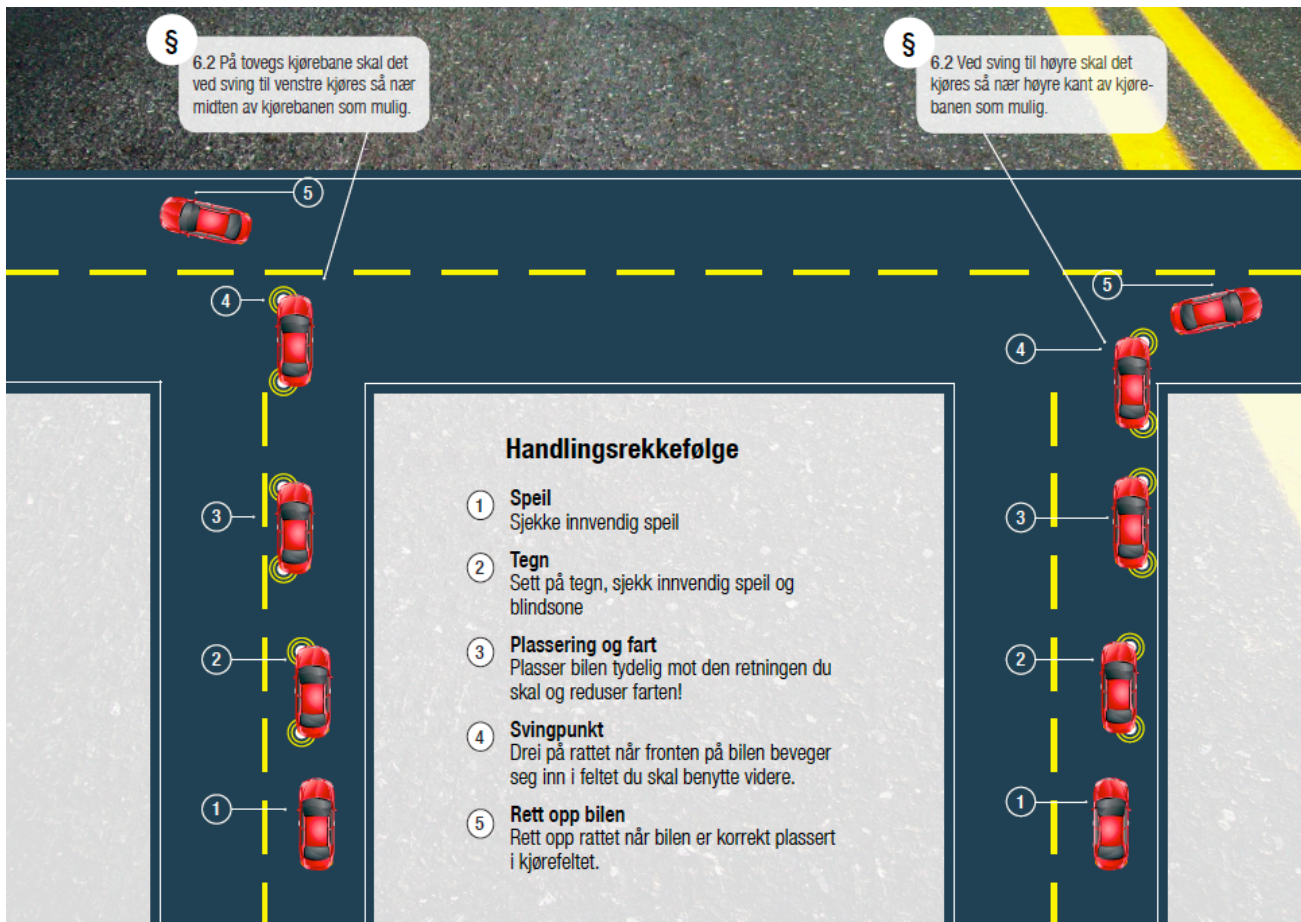 §
6.2 På tovegs kjørebane skal det
ved sving til venstre kjøres så nær
midten av kjørebanen som mulig.
§
6.2 Ved sving til høyre skal det
kjøres så nær høyre kant av kjøre-
banen som mulig.
5
4
3
2
1
5
4
3
2
1
Handlingsrekkefølge
1 Speil
Sjekke innvendig speil
2 Tegn
Sett på tegn, sjekk innvendig speil og
blindsone
3 Plassering og fart
Plasser bilen tydelig mot den retningen du
skal og reduser farten!
4 Svingpunkt
Drei på rattet når fronten på bilen beveger
seg inn i feltet du skal benytte videre.
5 Rett opp bilen
Rett opp rattet når bilen er korrekt plassert
i kjørefeltet.